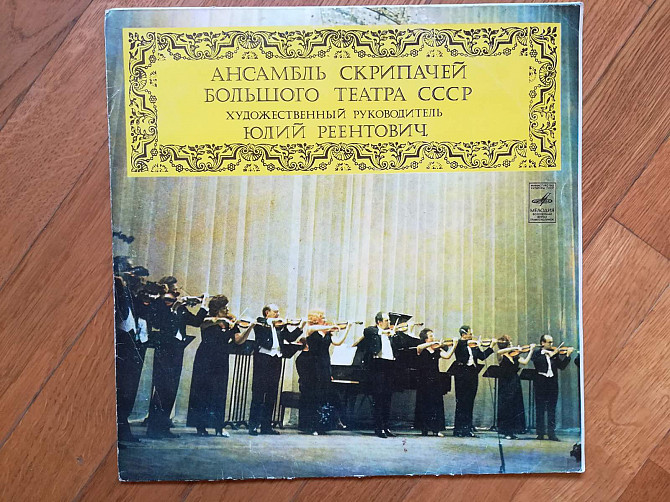 АНСАМБЛЬ СКРИПАЧЕЙ
БОЛЬШОГО ТЕАТРА СССР
ХУДОЖЕСТВЕННЫЙ РУКОВОДИТЕЛЬ
ЮЛИЙ РЕЕНТОВИЧ
МЕЛОДИЯ